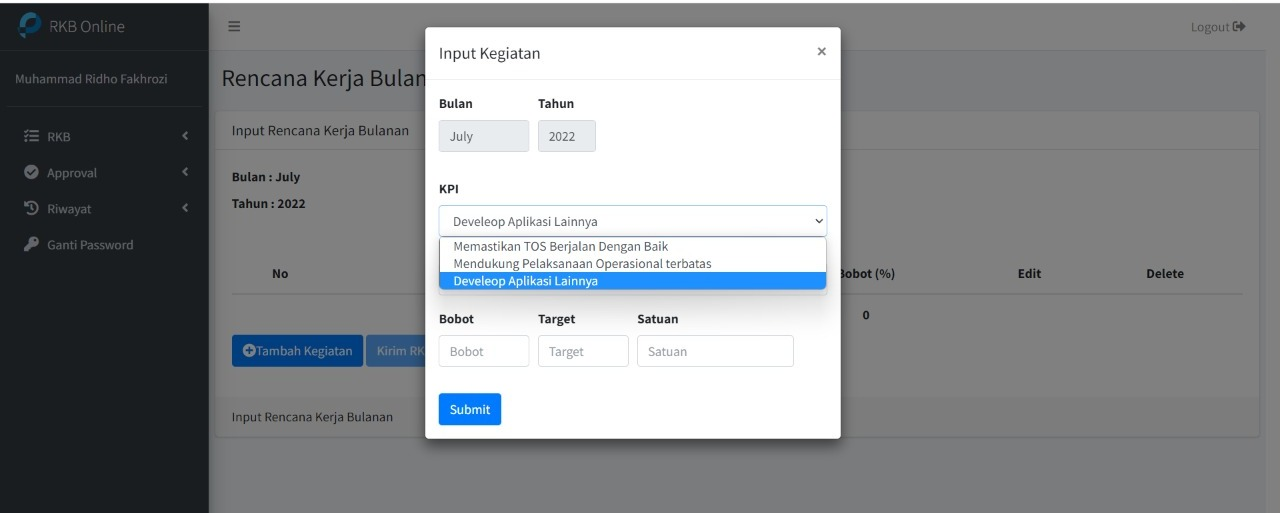 RKB Online
Logout
Muhammad Ridho Fakhrozi
RKB
Approval
Riwayat
Ganti Password
Rencana Kerja Bulan
Input Rencana Kerja Bulanan
Bulan : July
Tahun : 2022
No
Bobot (%)
Edit
Delete
0
Tambah Kegiatan
Kirim RK
Input Rencana Kerja Bulanan
Input Kegiatan
×
Bulan
Tahun
July
2022
KPI
Develeop Aplikasi Lainnya
Memastikan TOS Berjalan Dengan Baik
Mendukung Pelaksanaan Operasional terbatas
Develeop Aplikasi Lainnya
Bobot
Target
Satuan
Bobot
Target
Satuan
Submit